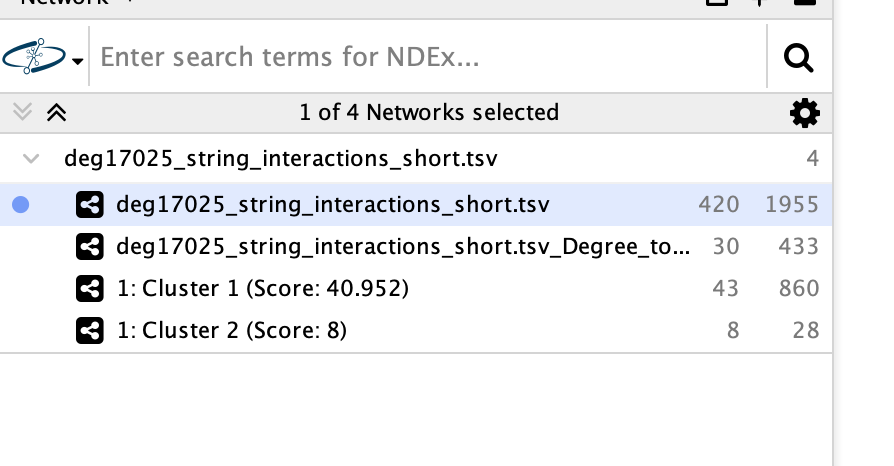 Network
Enter search terms for NDEx...
1 of 4 Networks selected
deg17025_string_interactions_short.tsv 4
deg17025_string_interactions_short.tsv 420 1955
deg17025_string_interactions_short.tsv_Degree_to... 30 433
1: Cluster 1 (Score: 40.952) 43 860
1: Cluster 2 (Score: 8) 8 28